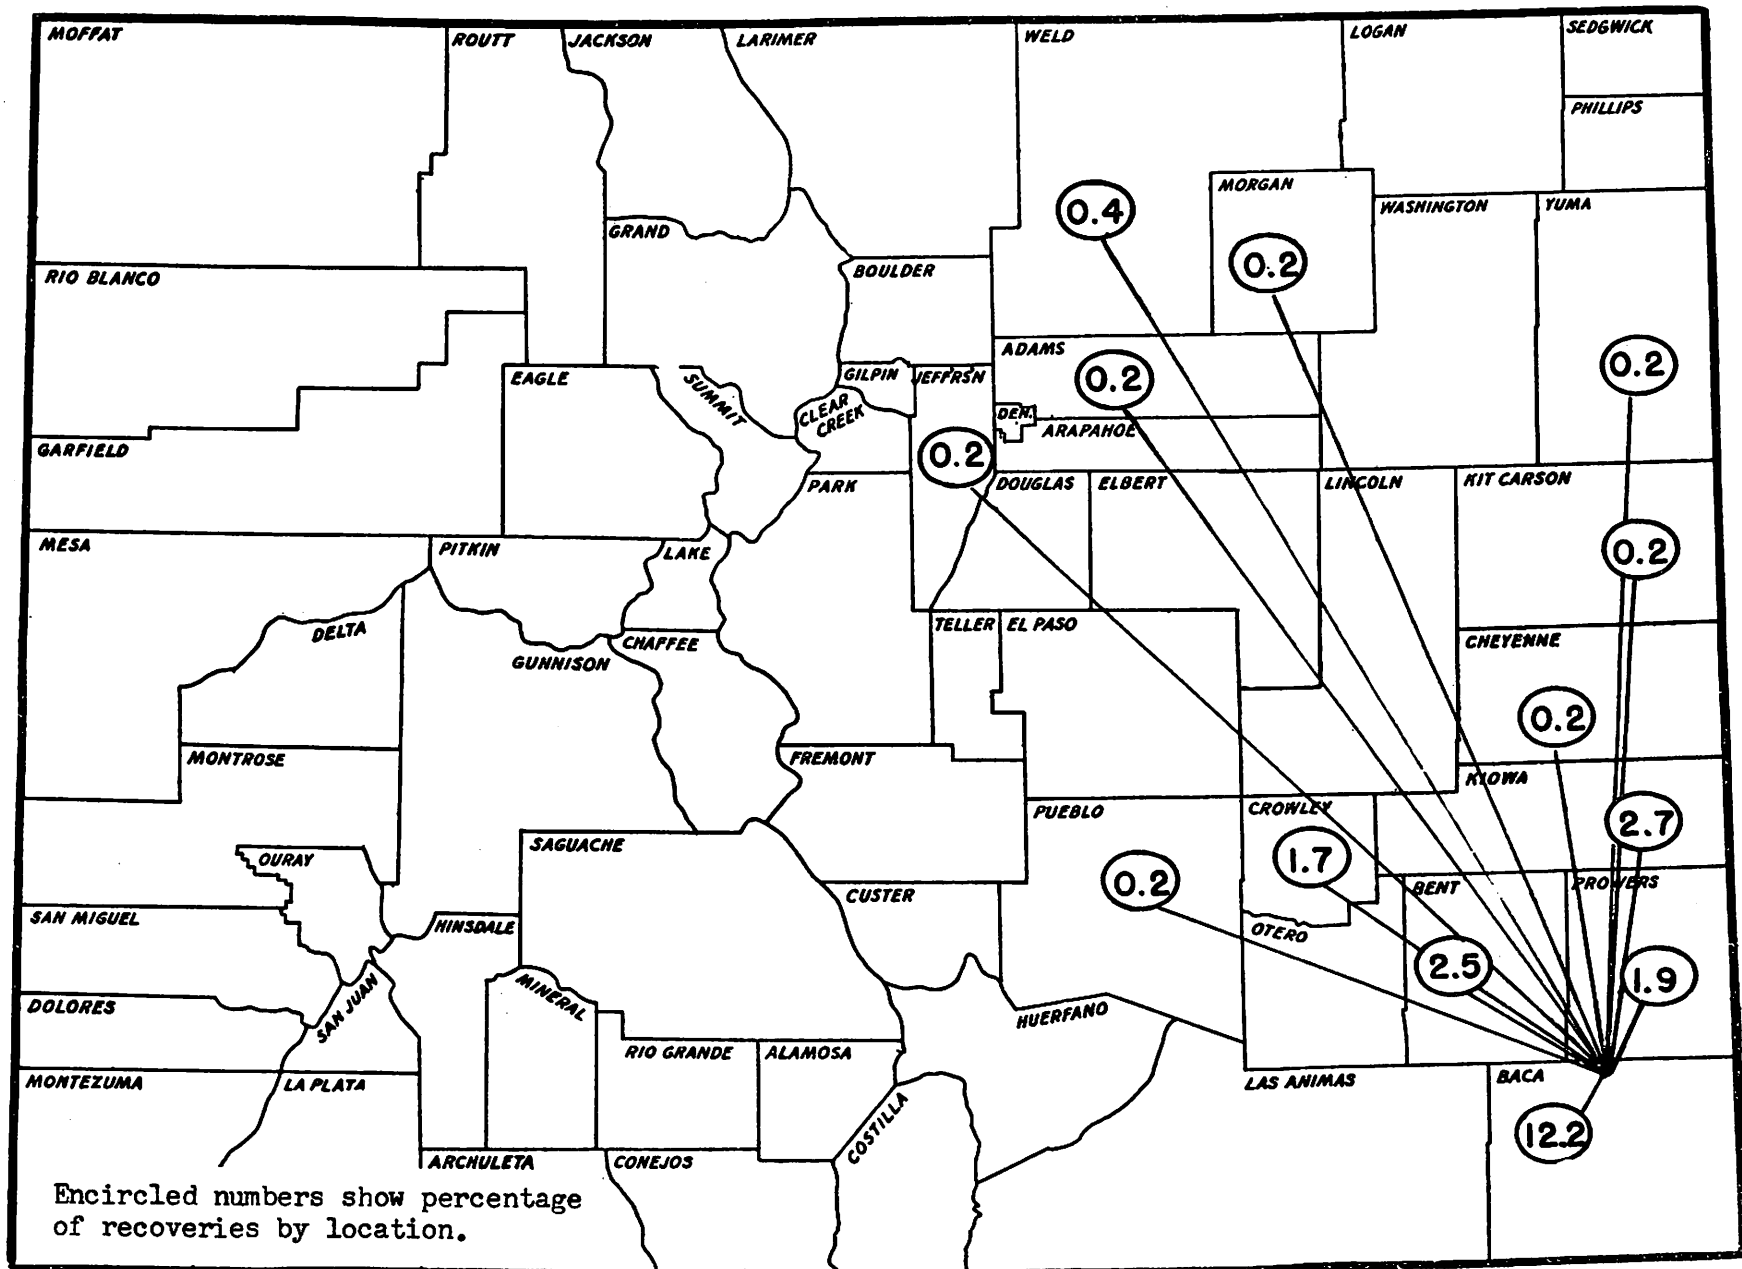 MOFFAT
ROUTT
JACKSON
LARIMER
WELD
LOGAN
SEDGWICK
PHILLIPS
MORGAN
WASHINGTON
YUMA
0.4
GRAND
0.2
RIO BLANCO
BOULDER
ADAMS
0.2
0.2
EAGLE
SUMMIT
GILPIN
JEFFRSN
CLEAR
CREEK
DEN.
ARAPAHOE
GARFIELD
0.2
PARK
DOUGLAS
ELBERT
LINCOLN
KIT CARSON
MESA
PITKIN
LAKE
0.2
DELTA
GUNNISON
CHAFFEE
TELLER
EL PASO
CHEYENNE
0.2
MONTROSE
FREMONT
KIOWA
PUEBLO
CROWLEY
2.7
OURAY
SAGUACHE
1.7
0.2
CUSTER
BENT
PROWERS
SAN MIGUEL
HINSDALE
OTERO
2.5
1.9
DOLORES
SAN JUAN
MINERAL
HUERFANO
RIO GRANDE
ALAMOSA
MONTEZUMA
LA PLATA
COSTILLA
LAS ANIMAS
BACA
12.2
ARCHULETA
CONEJOS
Encircled numbers show percentage
of recoveries by location.